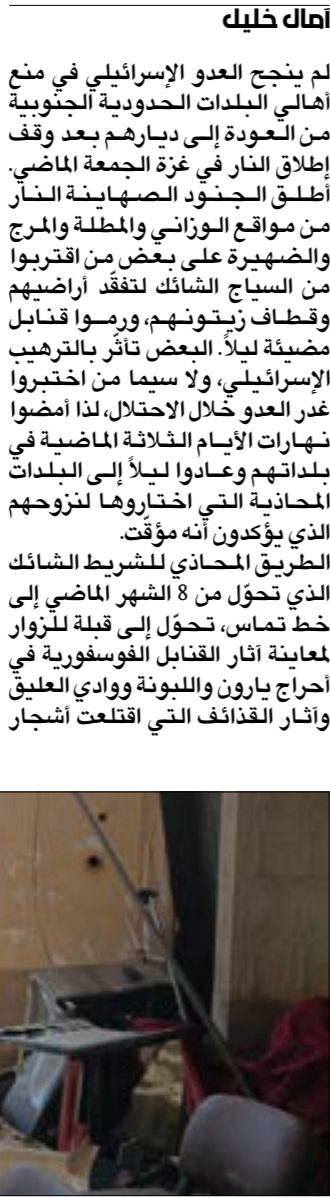 آمال خليل
لم ينجح العدو الإسرائيلي في منع
أهالي البلدات الحدودية الجنوبية
من العودة إلى ديارهم بعد وقف
إطلاق النار في غزة الجمعة الماضي.
أطلق الجنود الصهاينة النار
من مواقع الوزاني والمطلة والمرج
والضهيرة على بعض من اقتربوا
من السياج الشائك لتفقّد أراضيهم
وقطاف زيتونهم، ورموا قنابل
مضيئة ليلاً. البعض تأثّر بالترهيب
الإسرائيلي، ولا سيما من اختبروا
غدر العدو خلال الاحتلال، لذا أمضوا
نهارات الأيام الثلاثة الماضية في
بلداتهم وعادوا ليلاً إلى البلدات
المحاذية التي اختاروها لنزوحهم
الذي يؤكدون أنه مؤقّت.
الطريق المحاذي للشريط الشائك
الذي تحوّل من 8 الشهر الماضي إلى
خط تماس، تحوّل إلى قبلة للزوار
لمعاينة آثار القنابل الفوسفورية في
أحراج يارون واللبونة ووادي العليق
وآثار القذائف التي اقتلعت أشجار